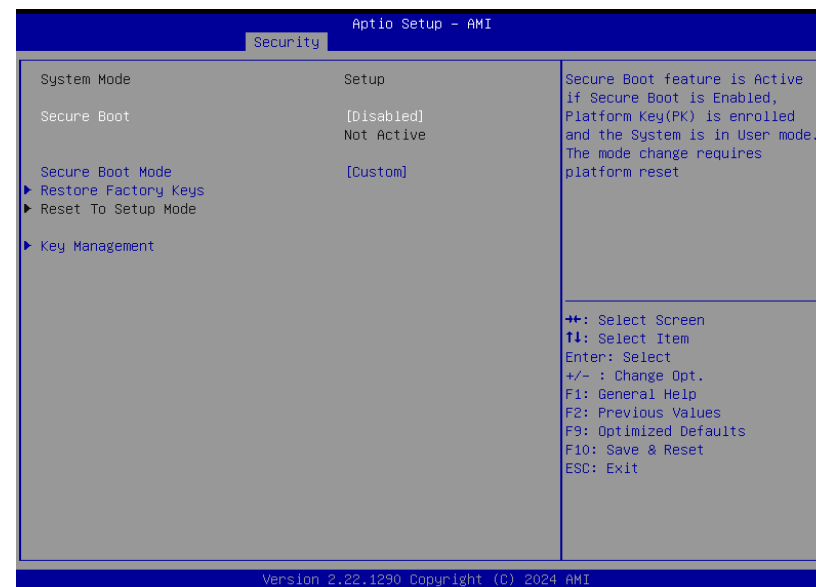 Aptio Setup – AMI
Security
System Mode Setup
Secure Boot [Disabled]
Not Active
Secure Boot Mode [Custom]
▶ Restore Factory Keys
▶ Reset To Setup Mode
▶ Key Management
Secure Boot feature is Active
if Secure Boot is Enabled,
Platform Key(PK) is enrolled
and the System is in User mode.
The mode change requires
platform reset
→←: Select Screen
↑↓: Select Item
Enter: Select
+/- : Change Opt.
F1: General Help
F2: Previous Values
F9: Optimized Defaults
F10: Save & Reset
ESC: Exit
Version 2.22.1290 Copyright (C) 2024 AMI